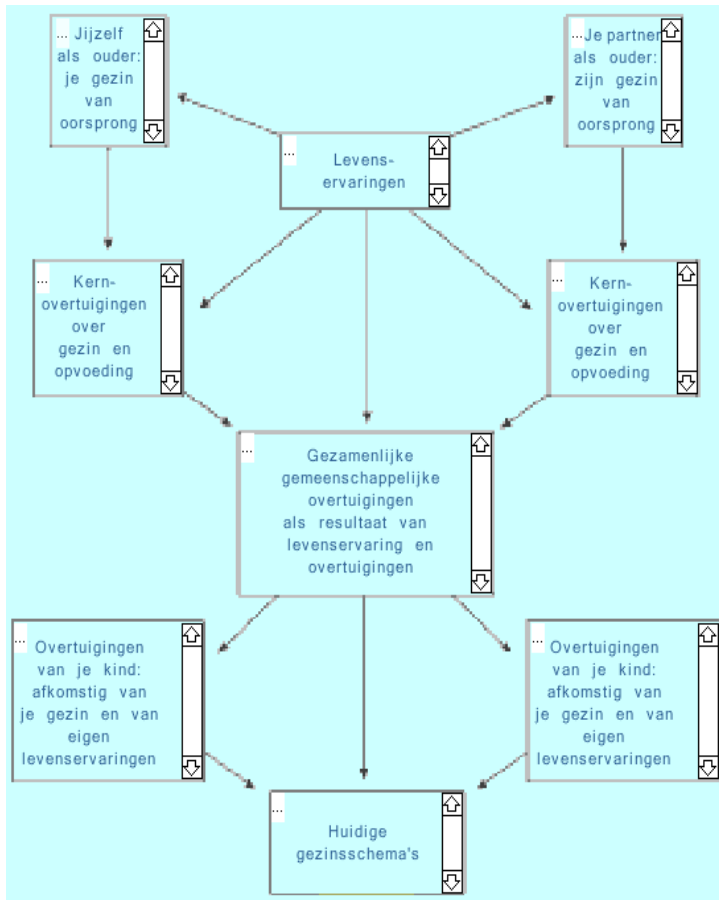 ... Jijzelf
als ouder:
je gezin
van
oorsprong
... Je partner
als ouder:
zijn gezin
van
oorsprong
...
Levens-
ervaringen
...
Kern-
overtuigingen
over
gezin en
opvoeding
...
Kern-
overtuigingen
over
gezin en
opvoeding
...
Gezamenlijke
gemeenschappelijke
overtuigingen
als resultaat van
levenservaring en
overtuigingen
...
Overtuigingen
van je kind:
afkomstig van
je gezin en van
eigen
levenservaringen
...
Overtuigingen
van je kind:
afkomstig van
je gezin en van
eigen
levenservaringen
...
Huidige
gezinsschema's